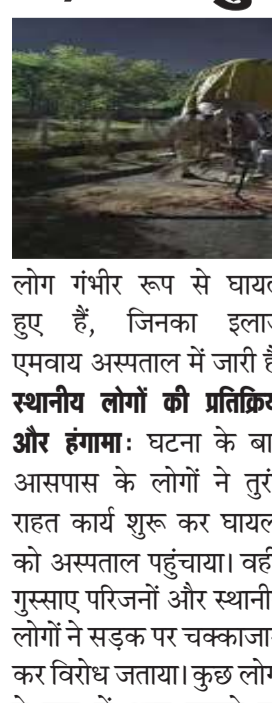 लोग गंभीर रूप से घायल
हुए हैं, जिनका
एमवाय अस्पताल में जारी है
स्थानीय लोगों की प्रतिक्रिय
और हंगामा: घटना के बा
आसपास के लोगों ने तुरं
राहत कार्य शुरू कर घायल
को अस्पताल पहुंचाया। वही
गुस्साए परिजनों और स्थानी
लोगों ने सड़क पर चक्काजा
कर विरोध जताया। कुछ लोग